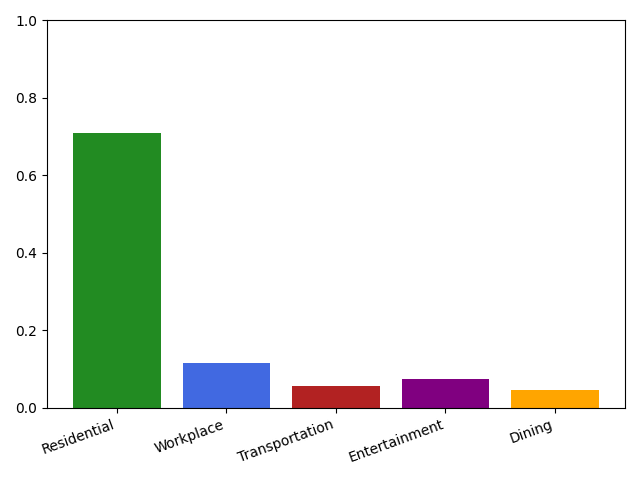 1.0
0.8
0.6
0.4
0.2
0.0
Residential
Workplace
Transportation
Entertainment
Dining